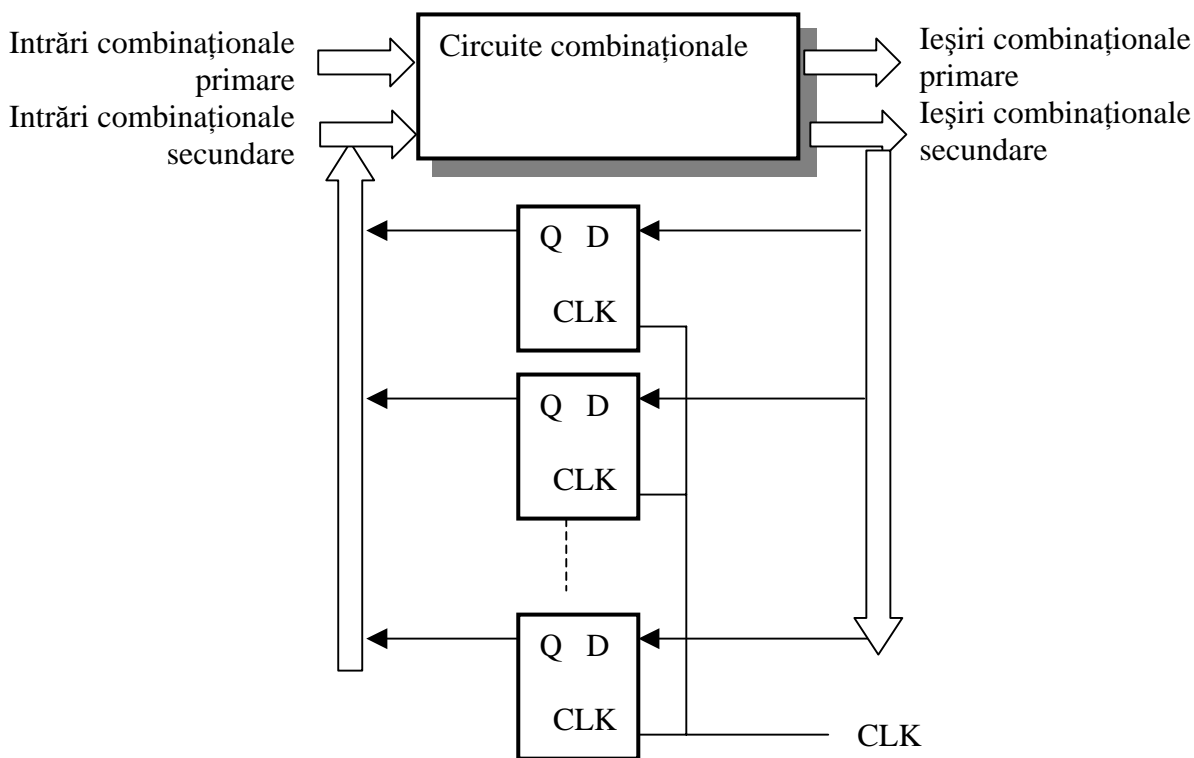 Intrări combinaționale
primare
Intrări combinaționale
secundare
Circuite combinaționale
Ieşiri combinaționale
primare
Ieşiri combinaționale
secundare
Q D
CLK
Q D
CLK
Q D
CLK
CLK